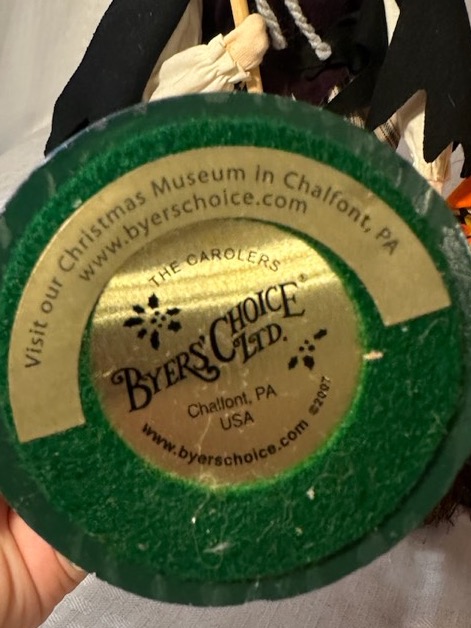 Visit our Christmas Museum in Chalfont, PA
www.byerschoice.com
THE CAROLERS
BYERS' CHOICE®
LTD.
Chalfont, PA
USA
www.byerschoice.com ©2007